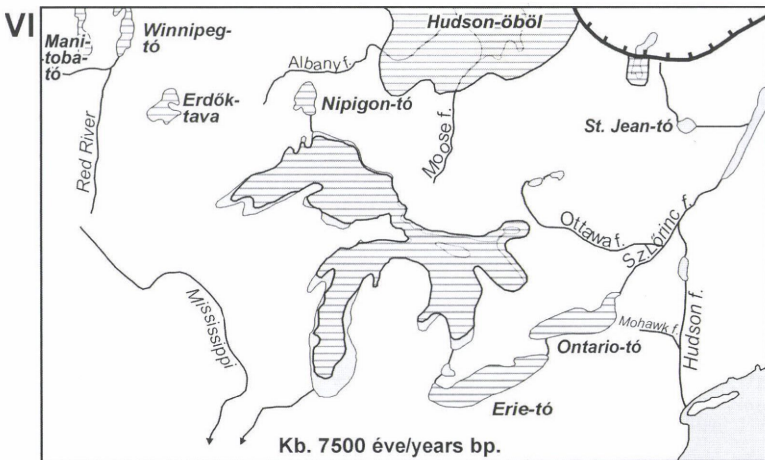 VI
Mani-
toba-
tó
Winnipeg-
tó
Hudson-öböl
Albany f.
Erdők-
tava
Nipigon-tó
Moose f.
St. Jean-tó
Red River
Ottawa f.
Sz.Lőrinc f.
Mississippi
Mohawk f.
Hudson f.
Ontario-tó
Erie-tó
Kb. 7500 éve/years bp.